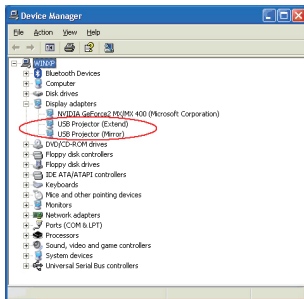 Device Manager
File Action View Help
WINXP
Bluetooth Devices
Computer
Disk drives
Display adapters
NVIDIA GeForce2 MX/MX 400 (Microsoft Corporation)
USB Projector (Extend)
USB Projector (Mirror)
DVD/CD-ROM drives
Floppy disk controllers
Floppy disk drives
IDE ATA/ATAPI controllers
Keyboards
Mice and other pointing devices
Monitors
Network adapters
Ports (COM & LPT)
Processors
Sound, video and game controllers
System devices
Universal Serial Bus controllers